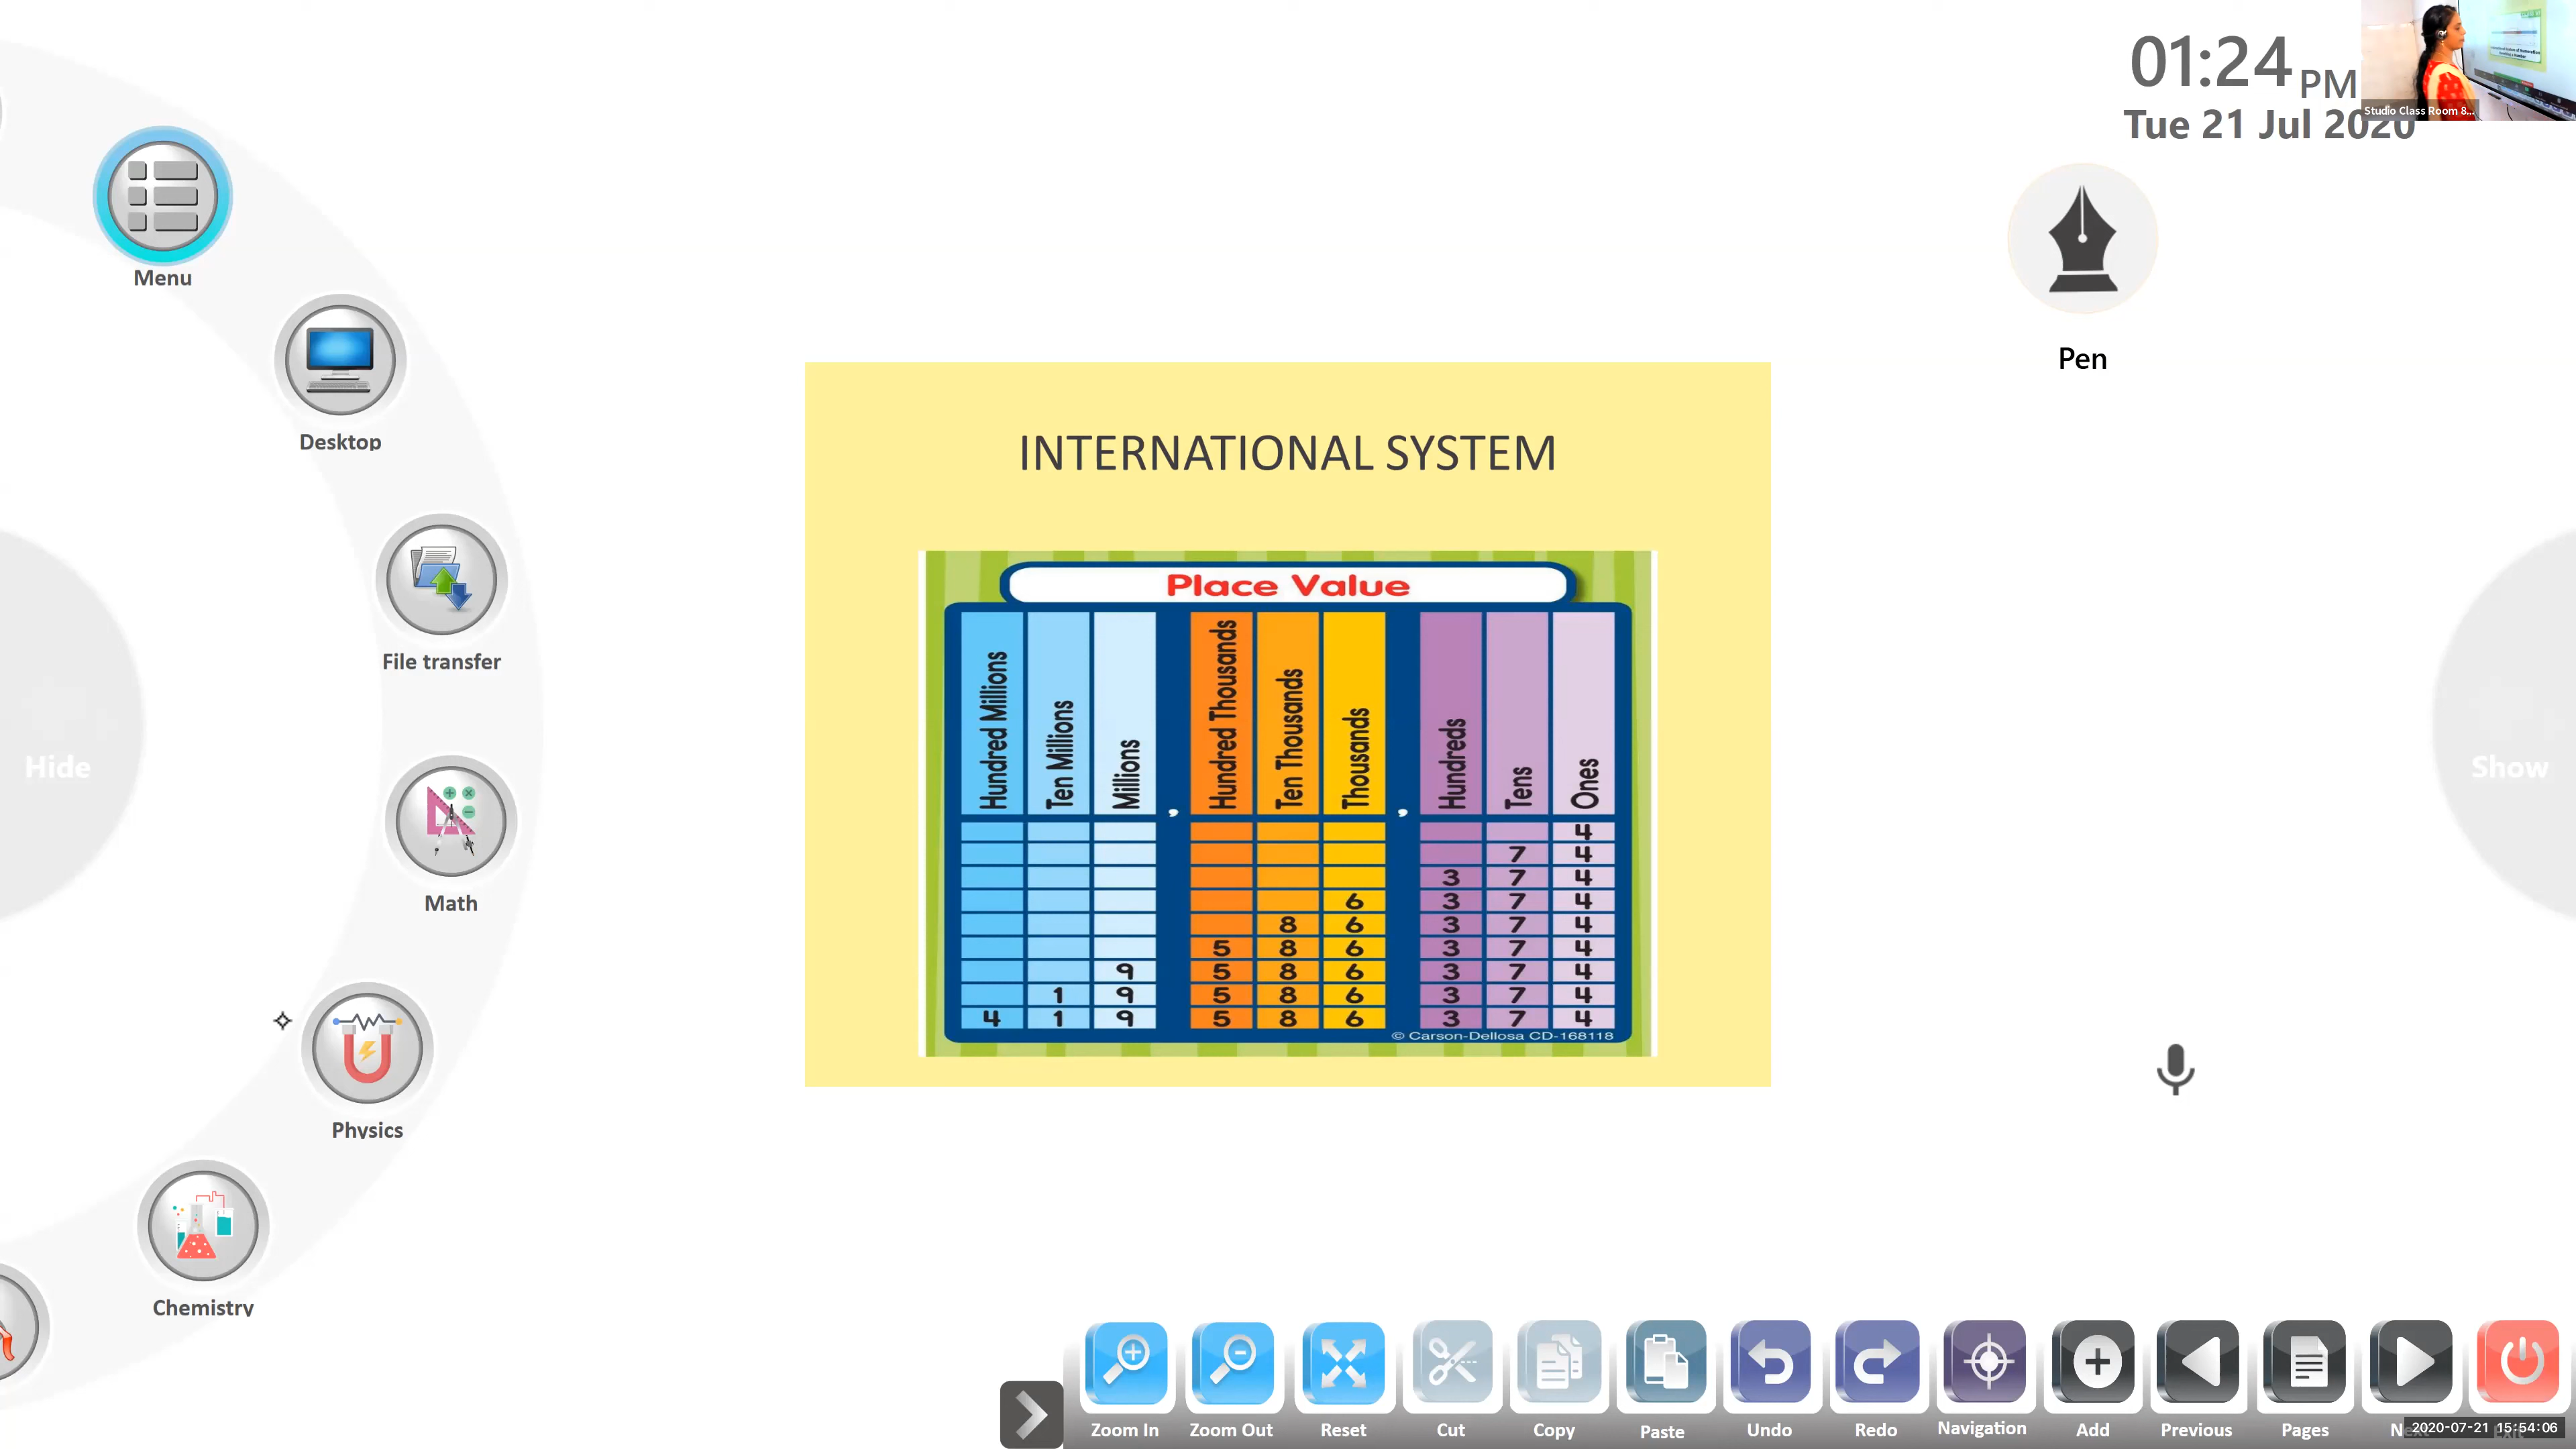 01:24 PM
Tue 21 Jul 2020
Studio Class Room 8...
Menu
Desktop
File transfer
Math
Physics
Chemistry
Hide
Pen
Show
INTERNATIONAL SYSTEM
Place Value
Hundred Millions Ten Millions Millions , Hundred Thousands Ten Thousands Thousands , Hundreds Tens Ones
4
7 4
3 7 4
6 3 7 4
8 6 3 7 4
5 8 6 3 7 4
9 5 8 6 3 7 4
1 9 5 8 6 3 7 4
4 1 9 5 8 6 3 7 4
© Carson-Dellosa CD-168118
Zoom In Zoom Out Reset Cut Copy Paste Undo Redo Navigation Add Previous Pages
2020-07-21 15:54:06